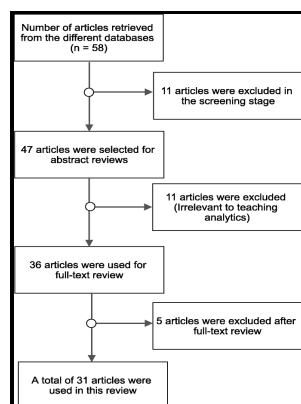 Number of articles retrieved
from the different databases
(n = 58)
11 articles were excluded in
the screening stage
47 articles were selected for
abstract reviews
11 articles were excluded
(Irrelevant to teaching
analytics)
36 articles were used for
full-text review
5 articles were excluded after
full-text review
A total of 31 articles were
used in this review